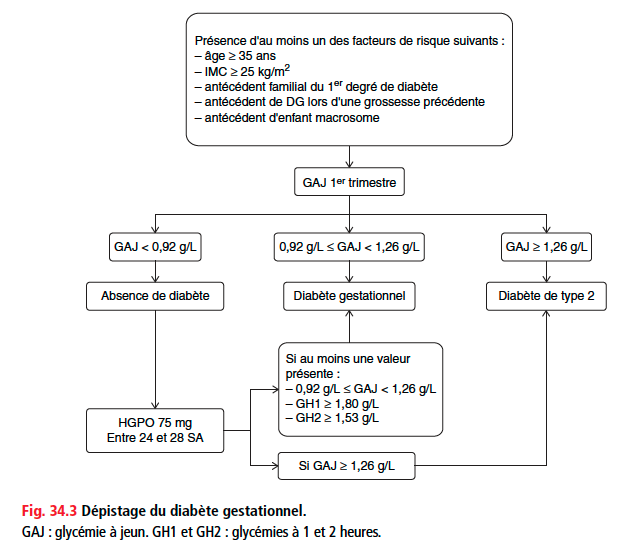 Présence d'au moins un des facteurs de risque suivants :
– âge ≥ 35 ans
– IMC ≥ 25 kg/m²
– antécédent familial du 1er degré de diabète
– antécédent de DG lors d'une grossesse précédente
– antécédent d'enfant macrosome
GAJ 1er trimestre
GAJ < 0,92 g/L
0,92 g/L ≤ GAJ < 1,26 g/L
GAJ ≥ 1,26 g/L
Absence de diabète
Diabète gestationnel
Diabète de type 2
Si au moins une valeur
présente :
– 0,92 g/L ≤ GAJ < 1,26 g/L
– GH1 ≥ 1,80 g/L
– GH2 ≥ 1,53 g/L
HGPO 75 mg
Entre 24 et 28 SA
Si GAJ ≥ 1,26 g/L
Fig. 34.3 Dépistage du diabète gestationnel.
GAJ : glycémie à jeun. GH1 et GH2 : glycémies à 1 et 2 heures.